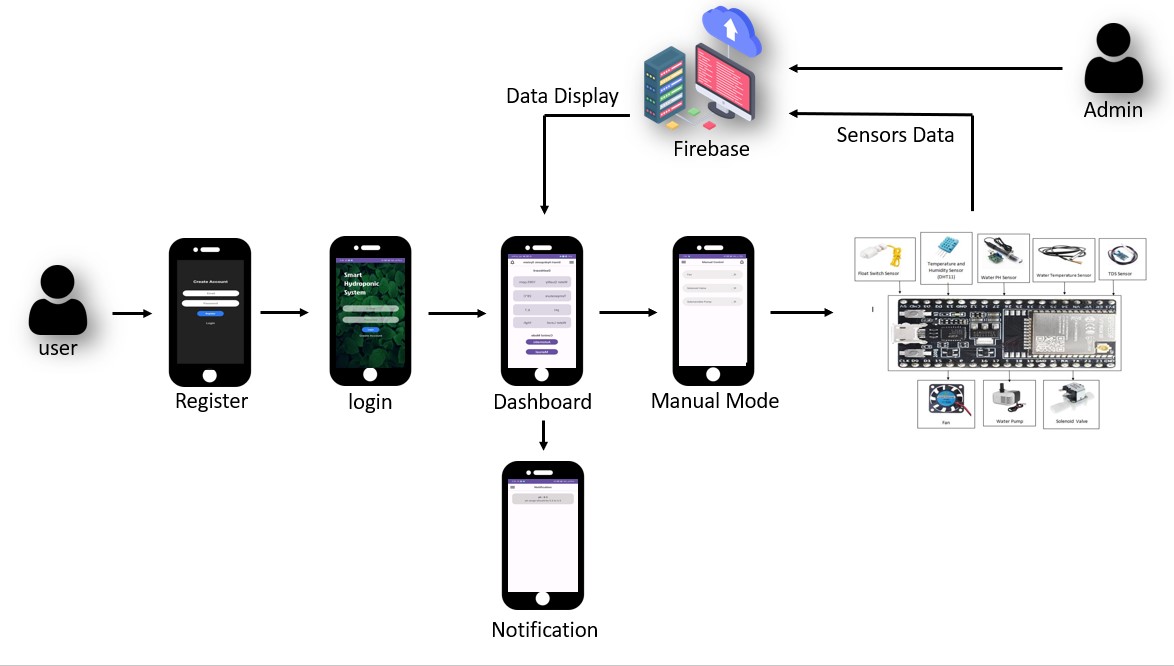 Data Display
Firebase
Sensors Data
Admin
user
Create Account
Register
Login
Register
Smart
Hydroponic
System
login
Dashboard
Manual Control
Manual Mode
Float Switch Sensor
Temperature and
Humidity Sensor
(DHT11)
Water PH Sensor
Water Temperature Sensor
TDS Sensor
Fan
Water Pump
Solenoid Valve
Notification
Notification